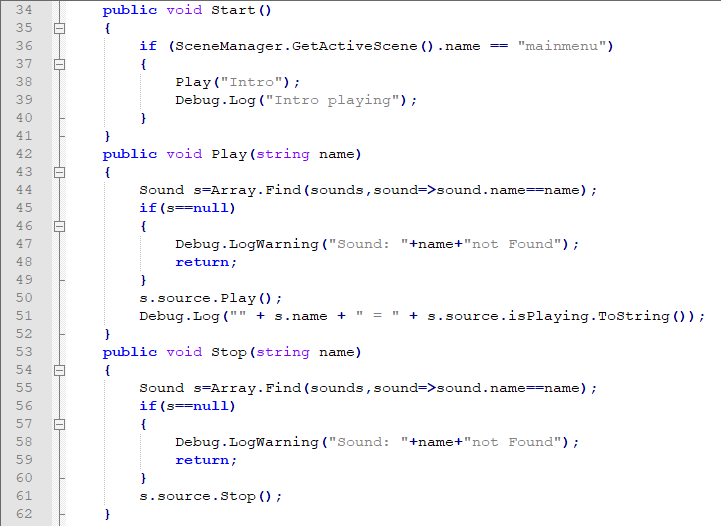 34 public void Start()
35 {
36 if (SceneManager.GetActiveScene().name == "mainmenu")
37 {
38 Play("Intro");
39 Debug.Log("Intro playing");
40 }
41 }
42 public void Play(string name)
43 {
44 Sound s=Array.Find(sounds,sound=>sound.name==name);
45 if(s==null)
46 {
47 Debug.LogWarning("Sound: "+name+"not Found");
48 return;
49 }
50 s.source.Play();
51 Debug.Log("" + s.name + " = " + s.source.isPlaying.ToString());
52 }
53 public void Stop(string name)
54 {
55 Sound s=Array.Find(sounds,sound=>sound.name==name);
56 if(s==null)
57 {
58 Debug.LogWarning("Sound: "+name+"not Found");
59 return;
60 }
61 s.source.Stop();
62 }